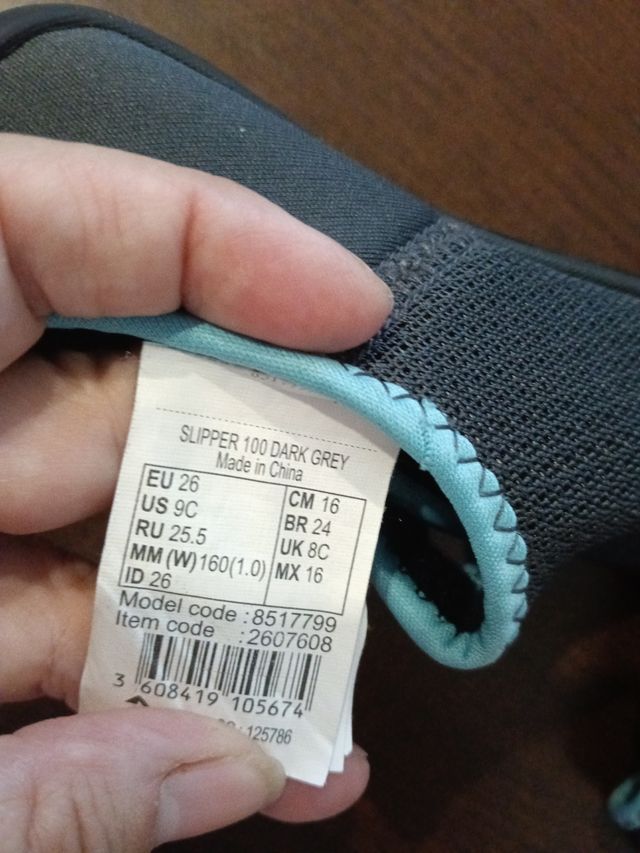 SLIPPER 100 DARK GREY
Made in China
EU 26
US 9C
RU 25.5
MM (W)160(1.0)
ID 26
CM 16
BR 24
UK 8C
MX 16
Model code : 8517799
Item code : 2607608
3 608419 105674
125786